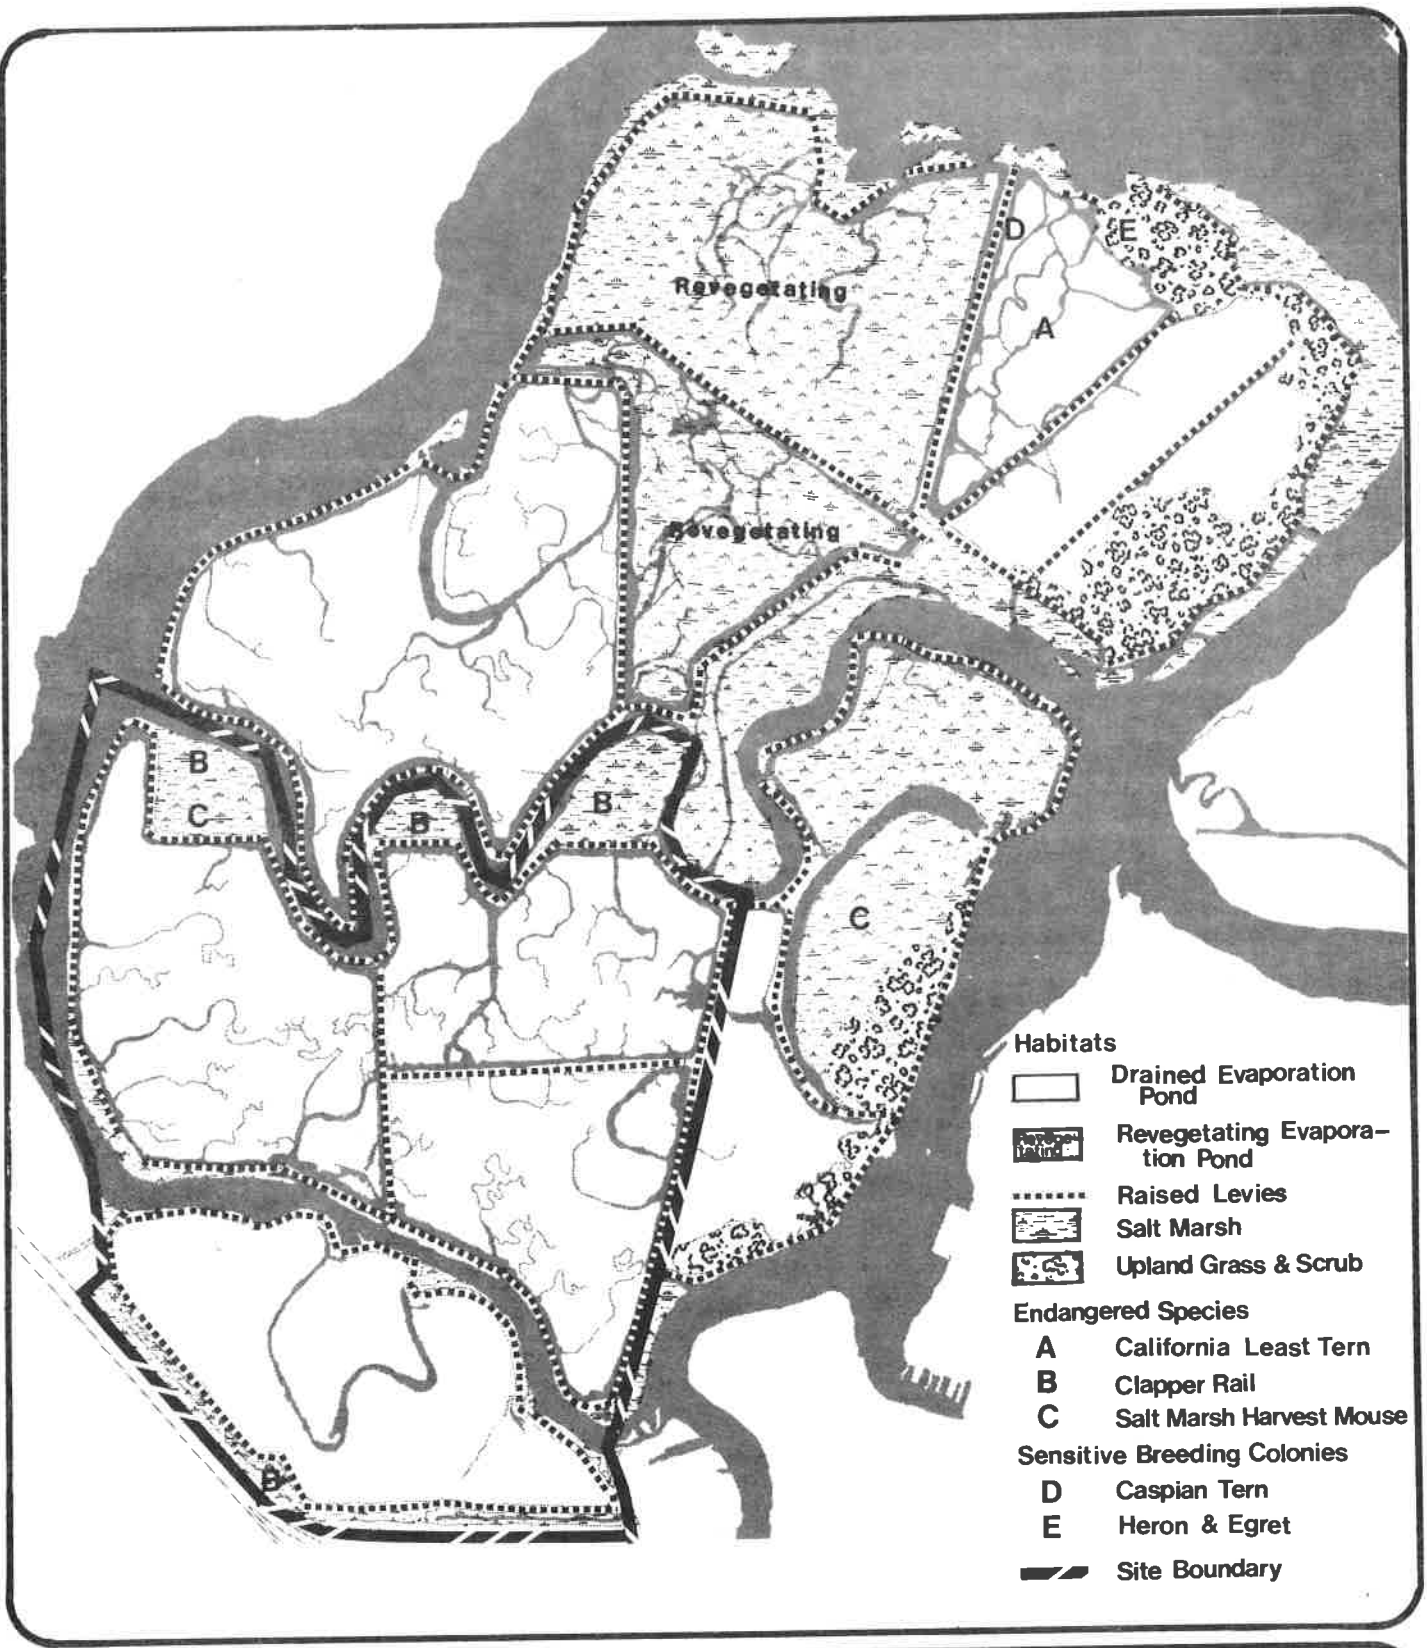 D
E
Revegetating
A
Revegetating
B
C
B
B
C
B
Habitats
Drained Evaporation
Pond
Revegetating Evapora-
tion Pond
Raised Levies
Salt Marsh
Upland Grass & Scrub
Endangered Species
A California Least Tern
B Clapper Rail
C Salt Marsh Harvest Mouse
Sensitive Breeding Colonies
D Caspian Tern
E Heron & Egret
Site Boundary